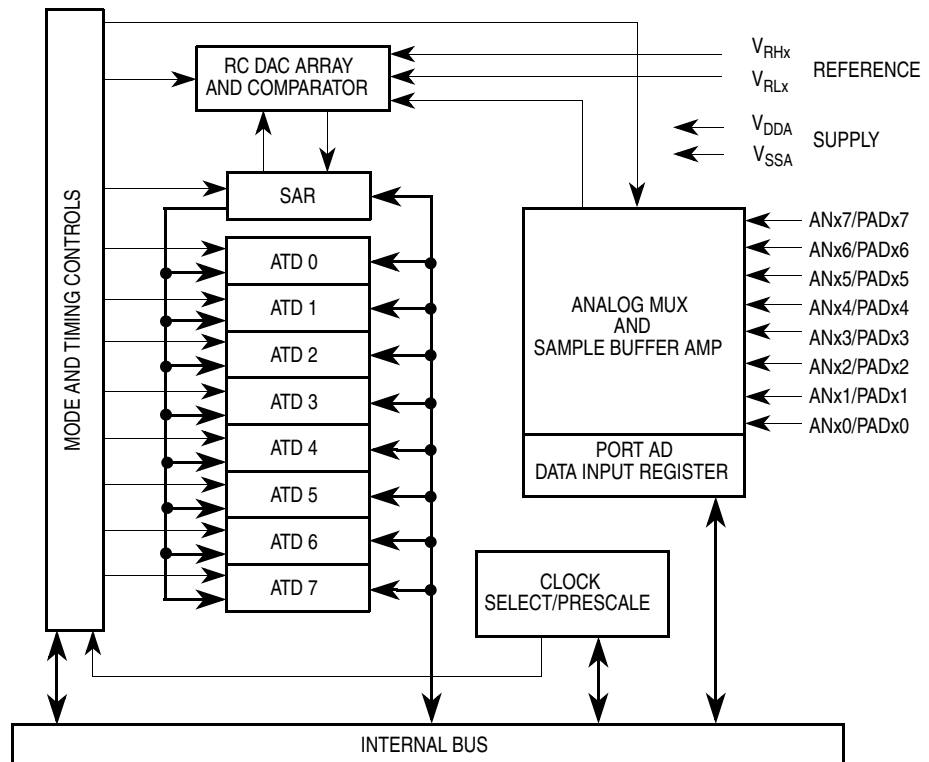 RC DAC ARRAY
AND COMPARATOR
VRHx
VRLx
REFERENCE
VDDA
VSSA
SUPPLY
MODE AND TIMING CONTROLS
SAR
ATD 0
ATD 1
ATD 2
ATD 3
ATD 4
ATD 5
ATD 6
ATD 7
ANALOG MUX
AND
SAMPLE BUFFER AMP
PORT AD
DATA INPUT REGISTER
ANx7/PADx7
ANx6/PADx6
ANx5/PADx5
ANx4/PADx4
ANx3/PADx3
ANx2/PADx2
ANx1/PADx1
ANx0/PADx0
CLOCK
SELECT/PRESCALE
INTERNAL BUS